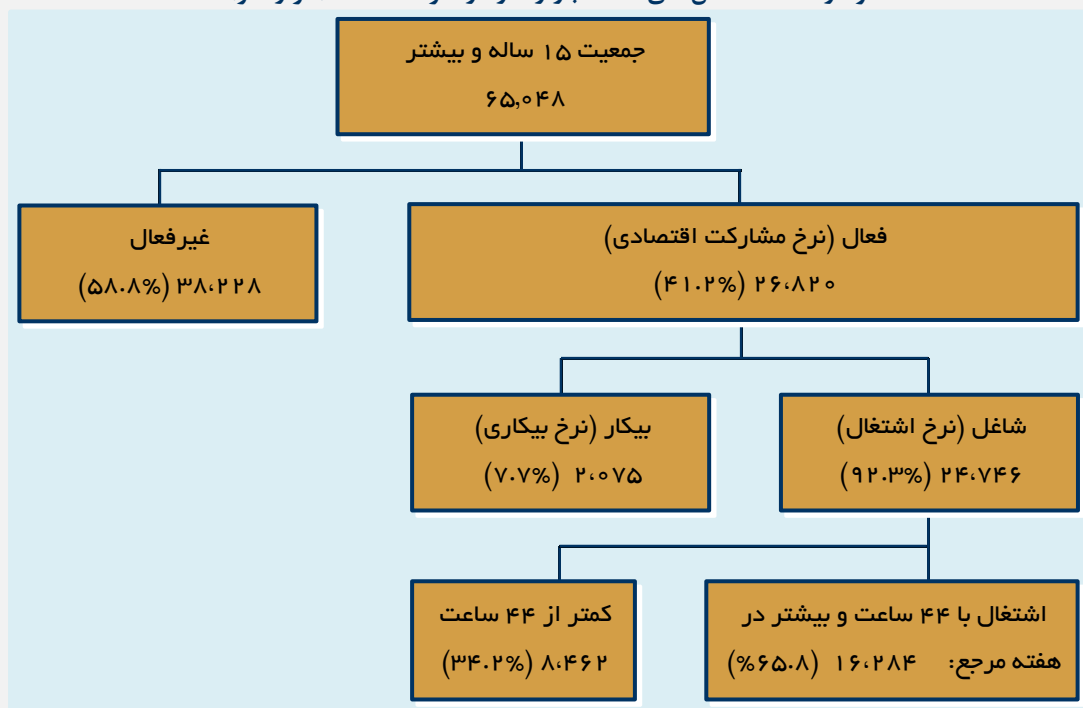 جمعیت ۱۵ ساله و بیشتر
۶۵,۰۴۸
فعال (نرخ مشارکت اقتصادی)
۲۶،۸۲۰ (۴۱.۲%)
غیرفعال
۳۸،۲۲۸ (۵۸.۸%)
شاغل (نرخ اشتغال)
۲۴،۷۴۶ (۹۲.۳%)
بیکار (نرخ بیکاری)
۲،۰۷۵ (۷.۷%)
اشتغال با ۴۴ ساعت و بیشتر در
هفته مرجع: ۱۶،۲۸۴ (۶۵.۸%)
کمتر از ۴۴ ساعت
۸،۴۶۲ (۳۴.۲%)